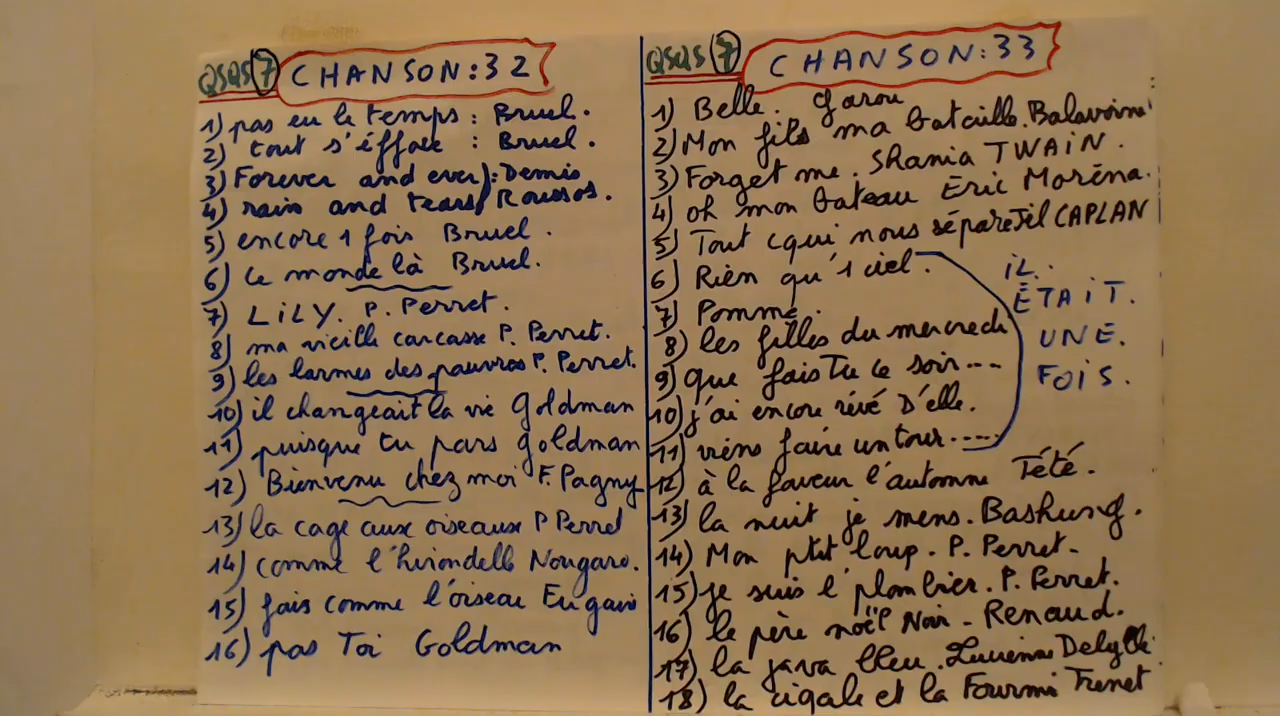 QSQS 7 CHANSON: 32
1) pas eu le temps : Bruel.
2) tout s'éfface : Bruel.
3) Forever and ever) : Demis
4) rain and tears) Roussos.
5) encore 1 fois Bruel.
6) Ce monde là Bruel.
7) LiLY. P. Perret.
8) ma vieille carcasse P. Perret.
9) les larmes des pauvres P. Perret.
10) il changeait la vie Goldman
11) puisque tu pars goldman
12) Bienvenu chez moi F. Pagny
13) la cage aux oiseaux P Perret
14) comme l'hirondelle Nougaro.
15) fais comme l'oiseau Fugain
16) pas Toi Goldman
QSQS 7 CHANSON: 33
1) Belle. garou
2) Mon fils ma bataille. Balavoine
3) Forget me. Shania TWAIN.
4) oh mon bateau Eric Moréna.
5) Tout cqui nous sépare Jil CAPLAN
6) Rien qu'1 ciel.
7) Pomme.
8) les filles du mercredi
9) que fais Tu ce soir....
10) j'ai encore rêvé D'elle.
11) viens faire un tour.....
iL..
ÉTAIT.
UNE.
FOiS.
12) à la faveur l'automne Tété.
13) la nuit je mens. Bashung.
14) Mon ptit loup. P. Perret.
15) je suis l'plombier. P. Perret.
16) le père noël Noir - Renaud.
17) la java bleu. Lucienne Delylle
18) la cigale et la Fourmi Trenet